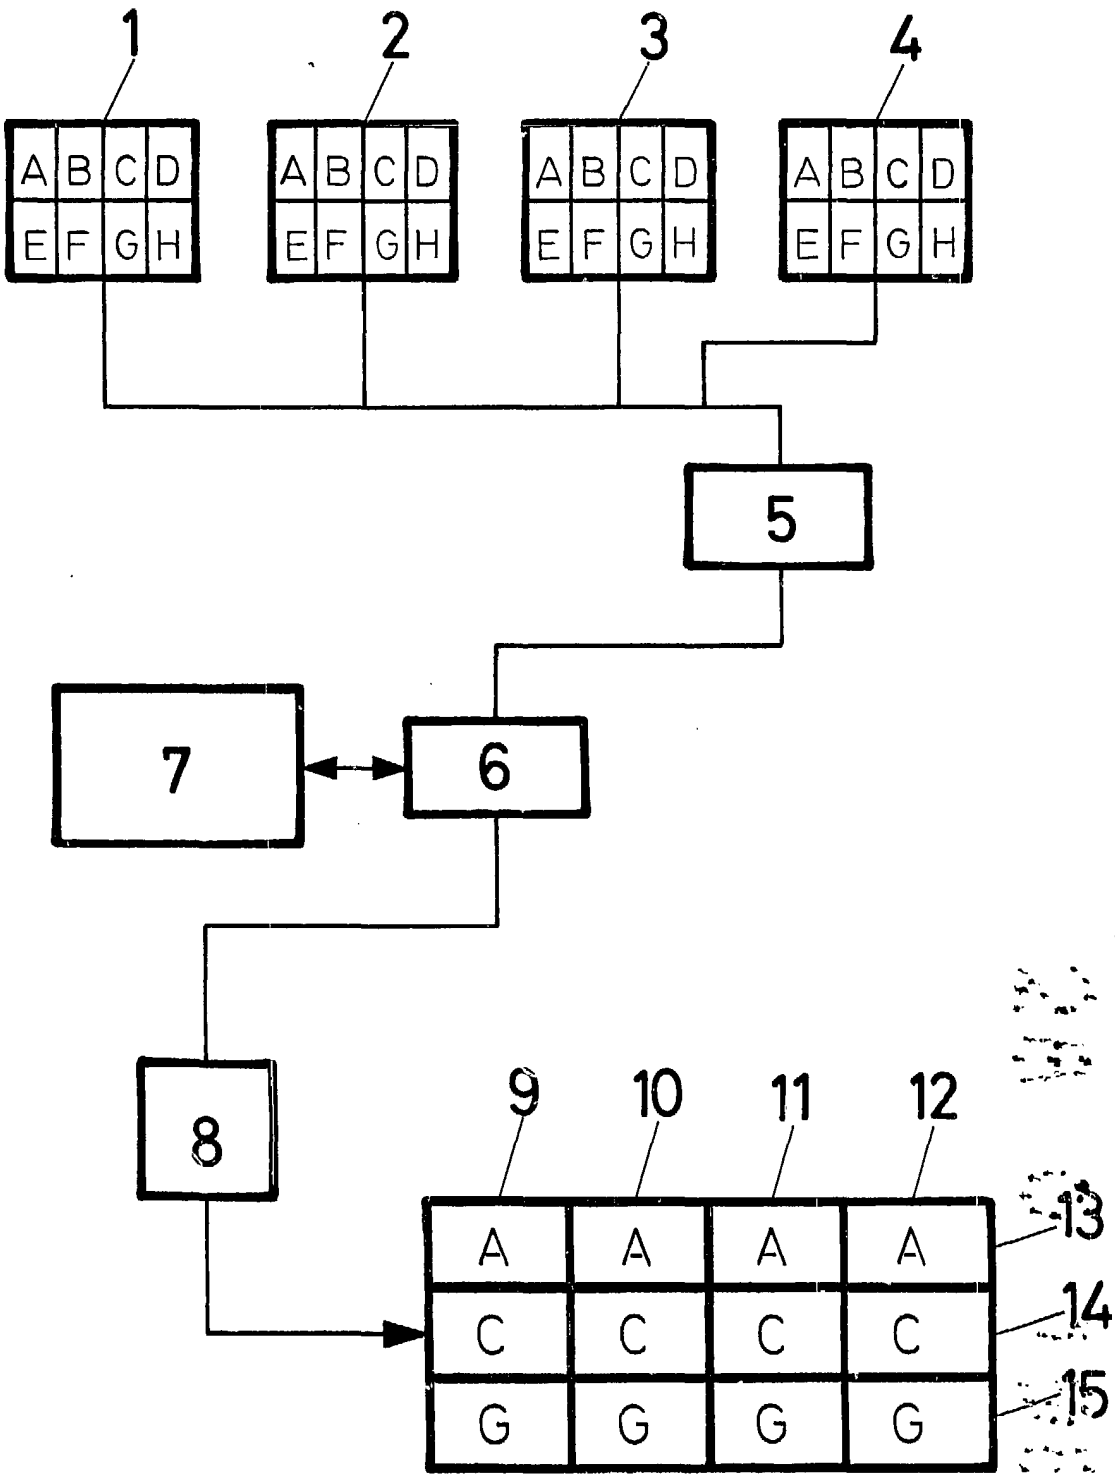 1 2 3 4
A B C D A B C D A B C D A B C D
E F G H E F G H E F G H E F G H
5
7 6
8
9 10 11 12
A A A A 13
C C C C 14
G G G G 15